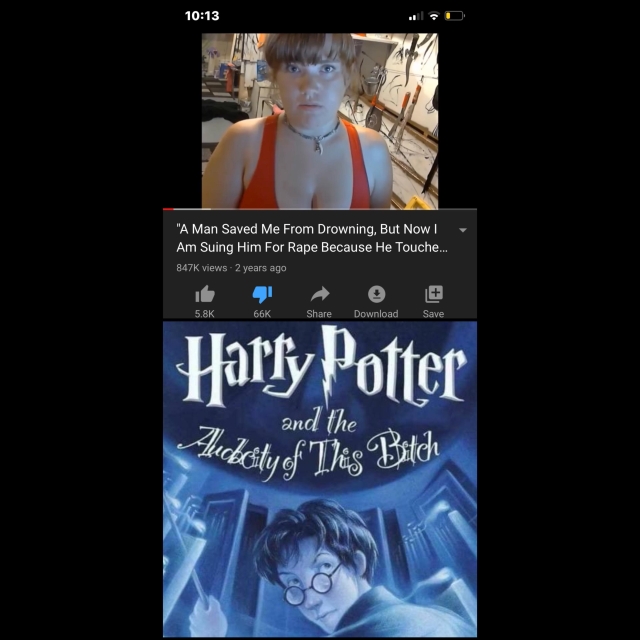 10:13
"A Man Saved Me From Drowning, But Now I
Am Suing Him For Rape Because He Touche...
847K views · 2 years ago
5.8K 66K Share Download Save
Harry Potter
and the
Audacity of This Bitch